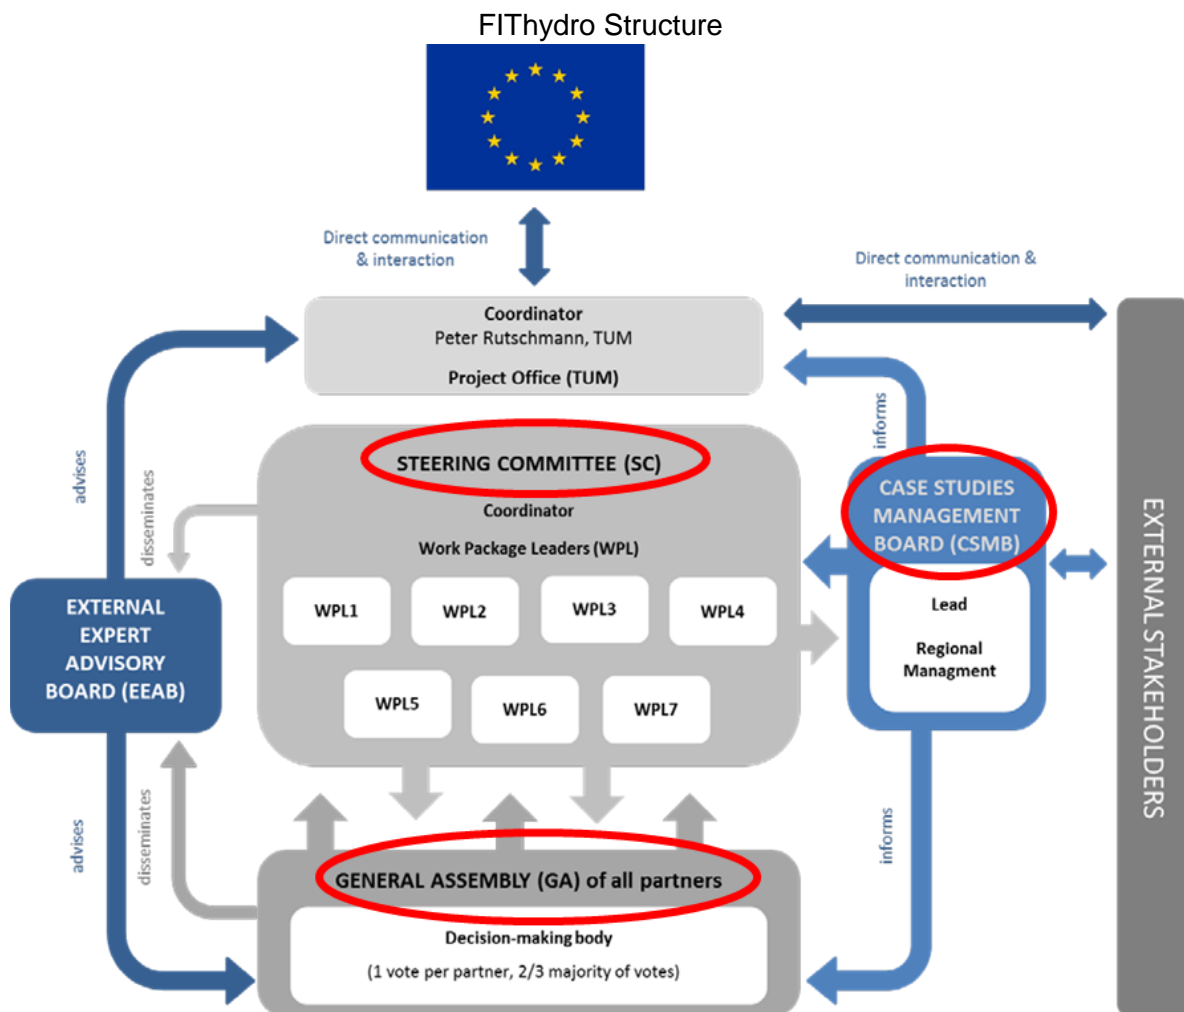 FIThydro Structure
Direct communication
& interaction
Direct communication &
interaction
Coordinator
Peter Rutschmann, TUM
Project Office (TUM)
advises
disseminates
informs
STEERING COMMITTEE (SC)
Coordinator
Work Package Leaders (WPL)
WPL1
WPL2
WPL3
WPL4
WPL5
WPL6
WPL7
CASE STUDIES
MANAGEMENT
BOARD (CSMB)
Lead
Regional
Managment
EXTERNAL STAKEHOLDERS
EXTERNAL
EXPERT
ADVISORY
BOARD (EEAB)
advises
disseminates
informs
GENERAL ASSEMBLY (GA) of all partners
Decision-making body
(1 vote per partner, 2/3 majority of votes)